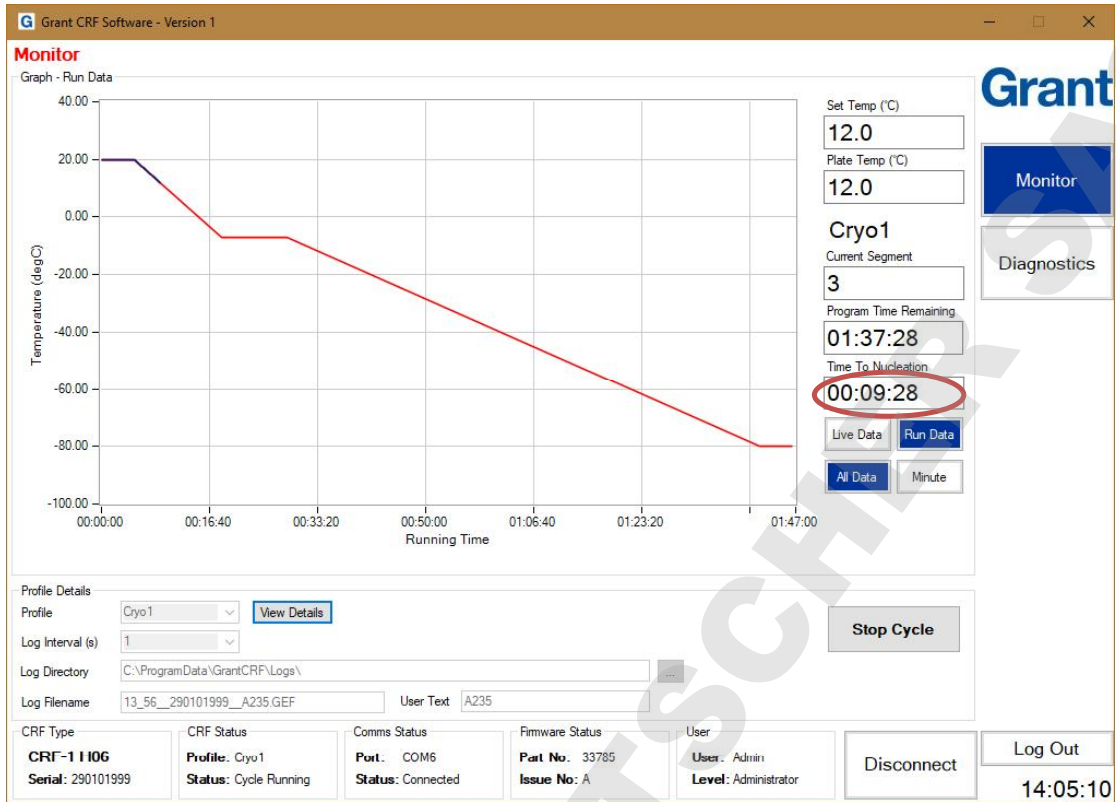 Grant CRF Software - Version 1
Monitor
Graph - Run Data
Grant
40.00
20.00
0.00
-20.00
-40.00
-60.00
-80.00
-100.00
Temperature (degC)
00:00:00 00:16:40 00:33:20 00:50:00 01:06:40 01:23:20 01:47:00
Running Time
Set Temp (°C)
12.0
Plate Temp (°C)
12.0
Cryo1
Current Segment
3
Program Time Remaining
01:37:28
Time To Nucleation
00:09:28
Live Data Run Data
All Data Minute
Monitor
Diagnostics
Profile Details
Profile Cryo1 View Details
Log Interval (s) 1
Log Directory C:\ProgramData\GrantCRF\Logs\ ...
Log Filename 13_56__290101999__A235.GEF User Text A235
Stop Cycle
CRF Type
CRF-1 H06
Serial: 290101999
CRF Status
Profile: Cryo1
Status: Cycle Running
Comms Status
Port: COM6
Status: Connected
Firmware Status
Part No: 33785
Issue No: A
User
User: Admin
Level: Administrator
Disconnect
Log Out
14:05:10